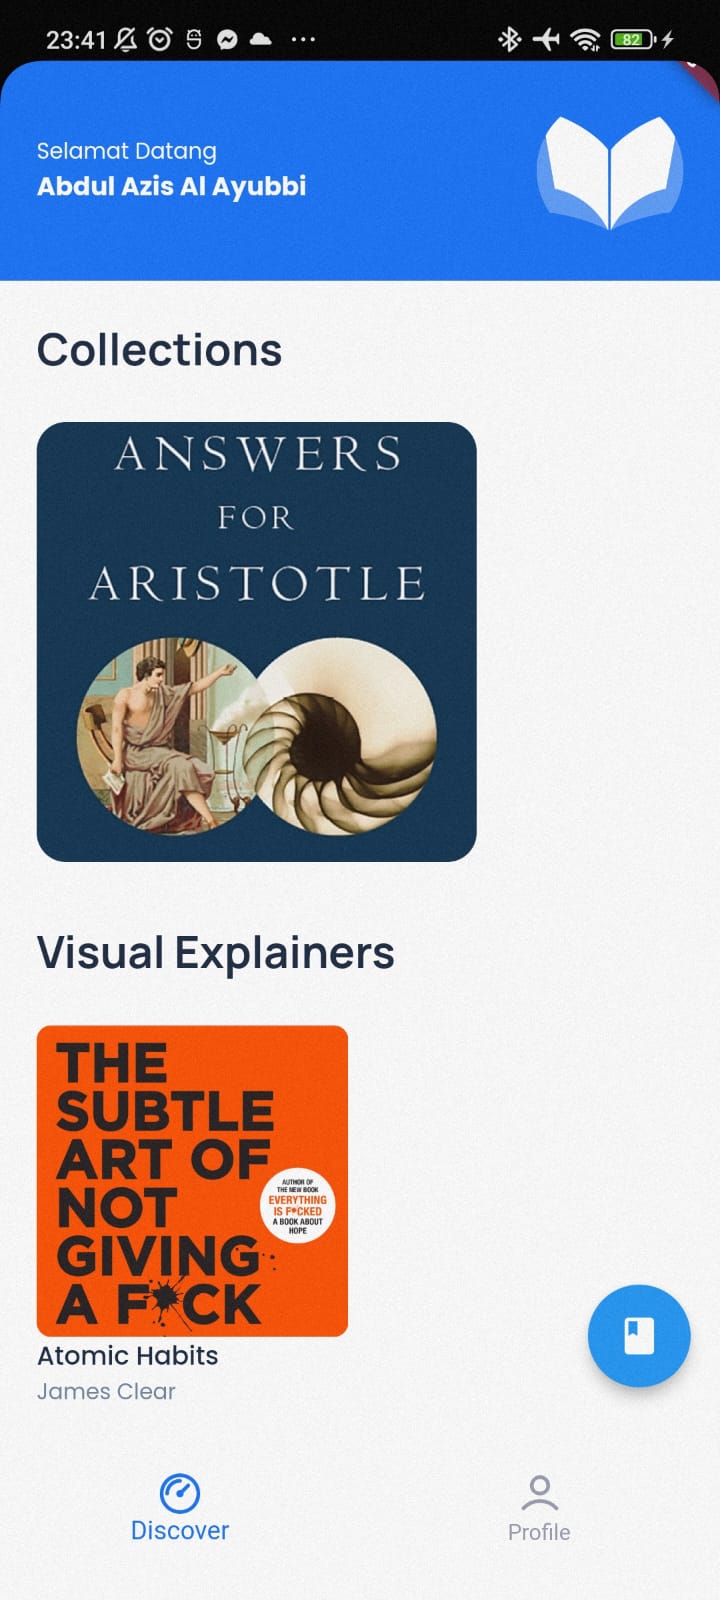 23:41
82
Selamat Datang
Abdul Azis Al Ayubbi
Collections
ANSWERS
FOR
ARISTOTLE
Visual Explainers
THE
SUBTLE
ART OF
NOT
GIVING
A F*CK
AUTHOR OF
THE NEW BOOK
EVERYTHING
IS F*CKED
A BOOK ABOUT
HOPE
Atomic Habits
James Clear
Discover
Profile